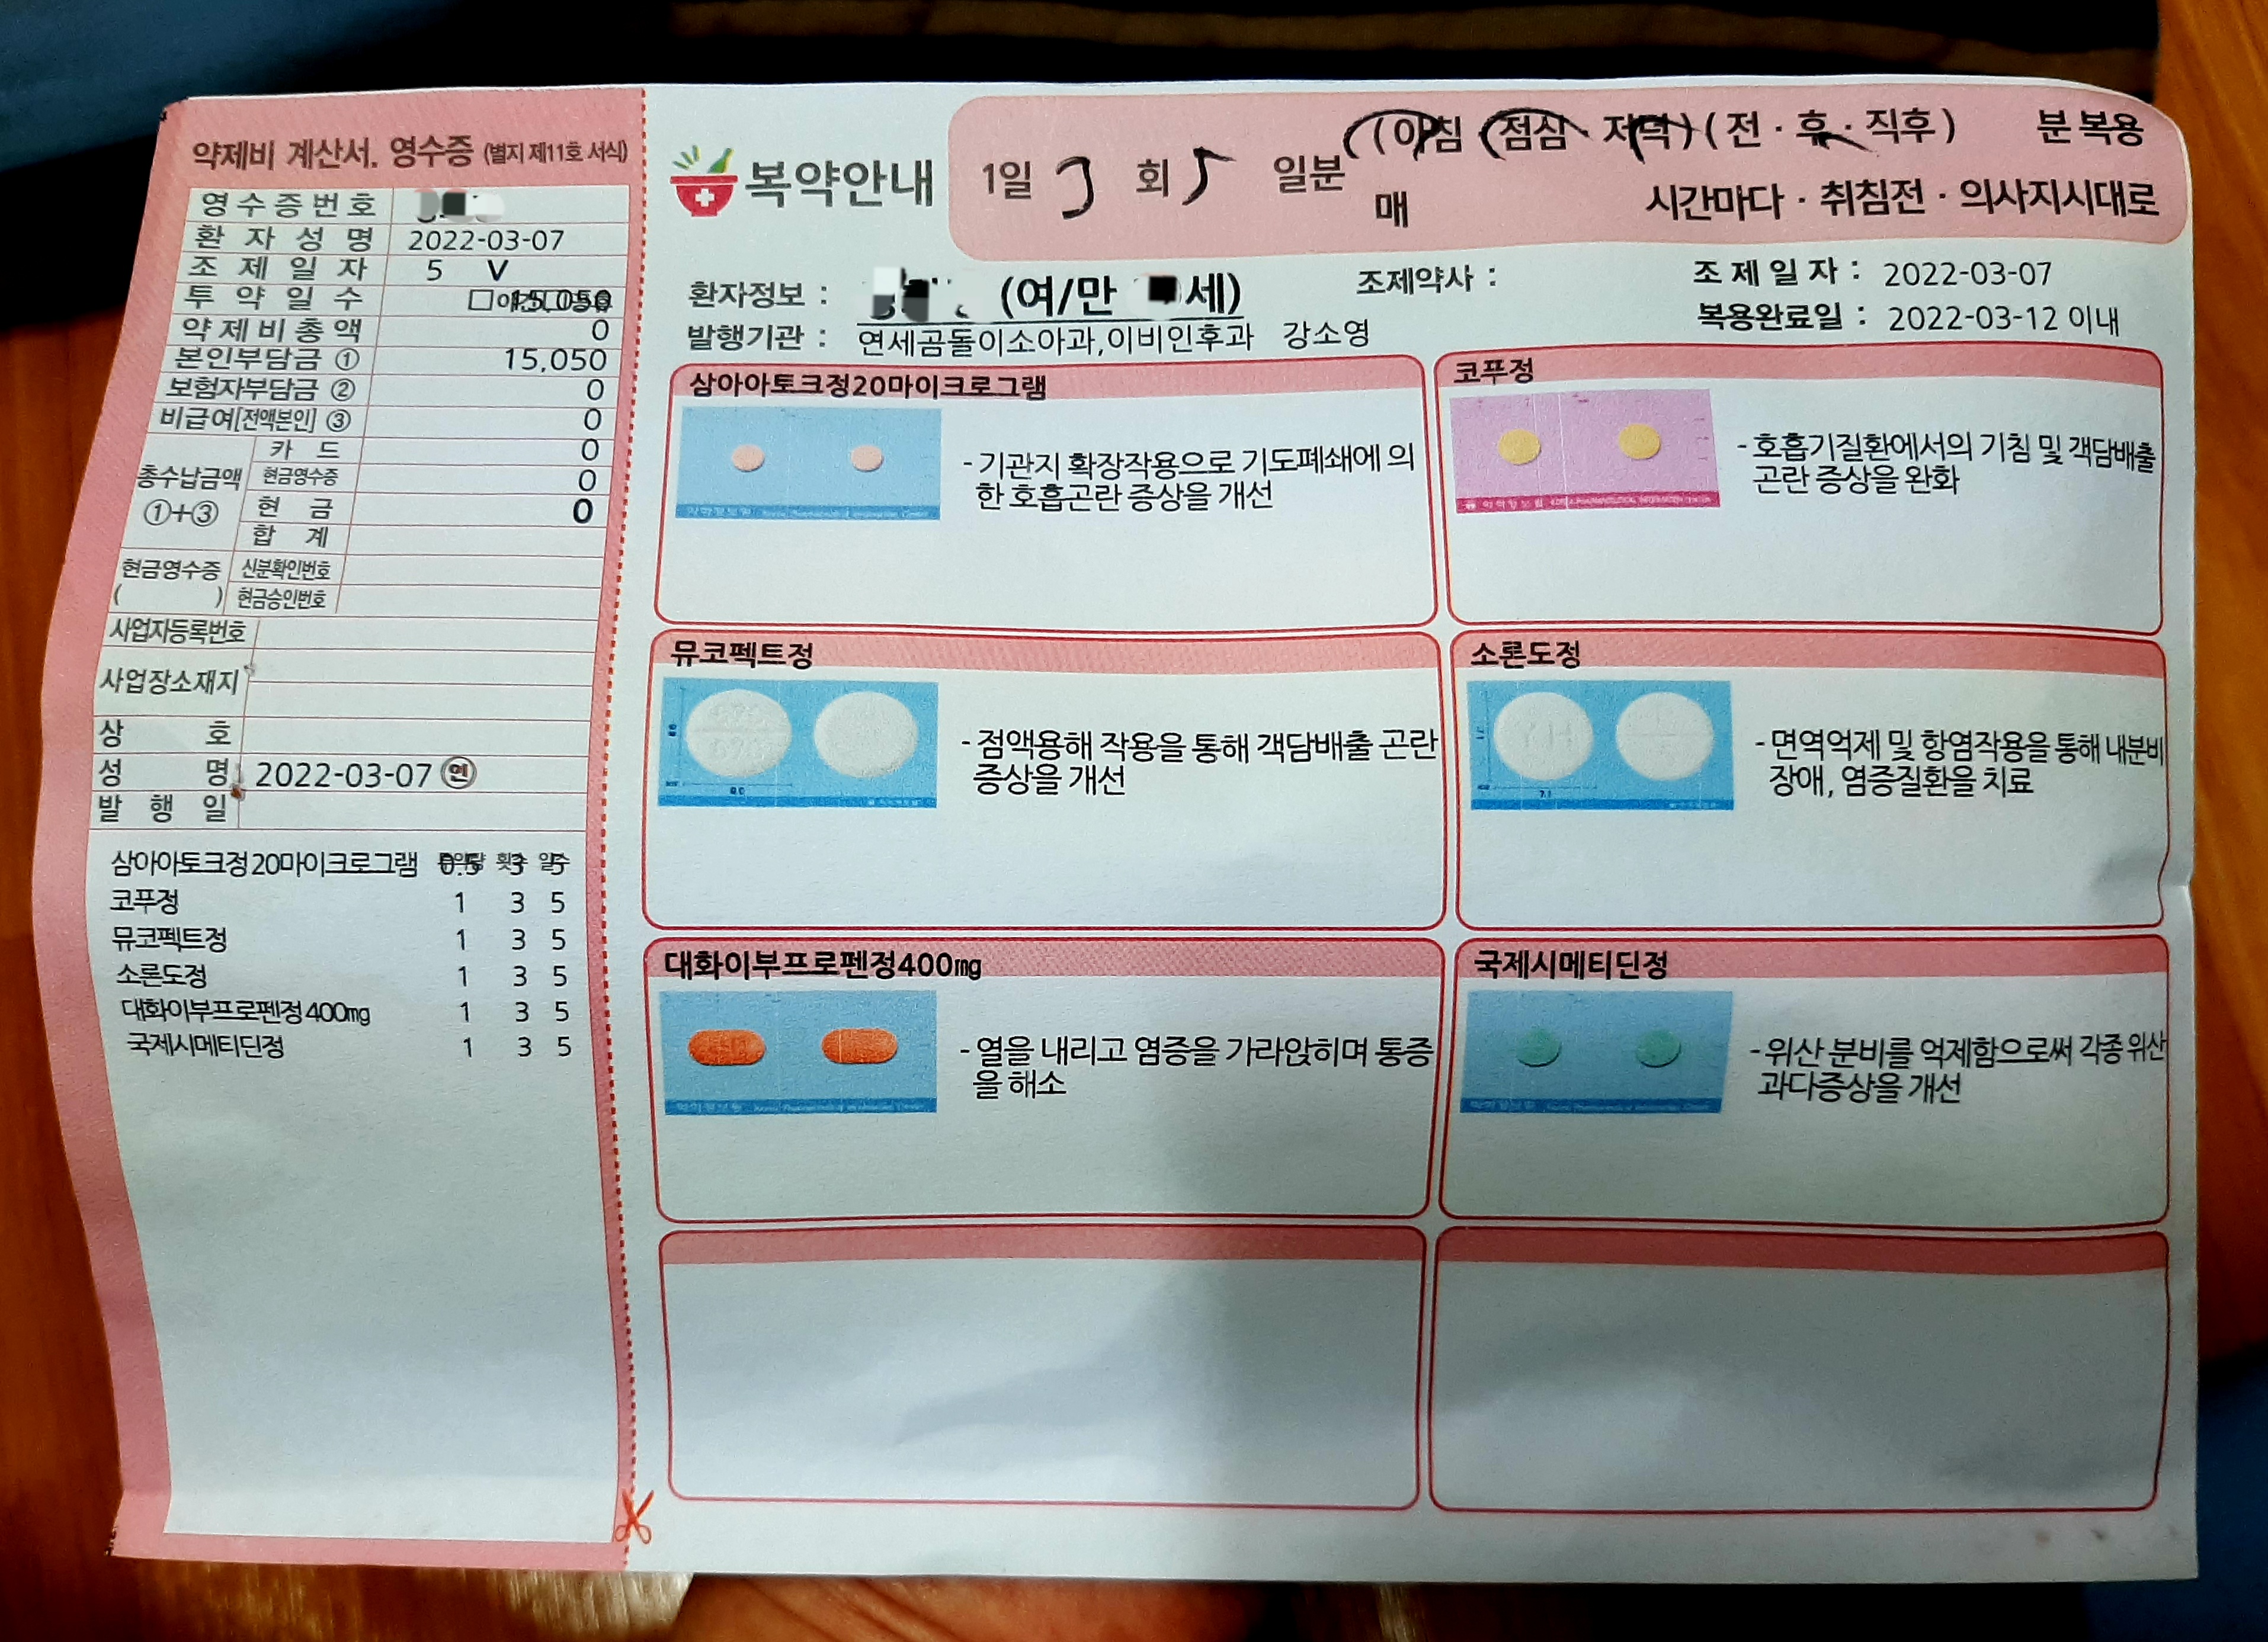 약제비 계산서. 영수증 (별지 제11호 서식)
영수증번호
환자성명 2022-03-07
조제일자 5 V
투약일수 15,050
약제비총액 0
본인부담금 ① 15,050
보험자부담금 ② 0
비급여[전액본인] ③ 0
총수납금액 ①+③
카드 0
현금영수증 0
현금 0
합계
현금영수증 ( )
신분확인번호
현금승인번호
사업자등록번호
사업장소재지
상호
성명 2022-03-07 인
발행일
삼아아토크정20마이크로그램 0.5 3 5
코푸정 1 3 5
뮤코펙트정 1 3 5
소론도정 1 3 5
대화이부프로펜정400mg 1 3 5
국제시메티딘정 1 3 5
복약안내
1일 3 회 5 일분 매
(아침 점심 저녁) (전 · 후 · 직후) 분 복용
시간마다 · 취침전 · 의사지시대로
환자정보 : (여/만 세)
조제약사 :
조제일자 : 2022-03-07
발행기관 : 연세곰돌이소아과,이비인후과 강소영
복용완료일 : 2022-03-12 이내
삼아아토크정20마이크로그램
- 기관지 확장작용으로 기도폐쇄에 의
한 호흡곤란 증상을 개선
코푸정
- 호흡기질환에서의 기침 및 객담배출
곤란 증상을 완화
뮤코펙트정
- 점액용해 작용을 통해 객담배출 곤란
증상을 개선
소론도정
- 면역억제 및 항염작용을 통해 내분비
장애, 염증질환을 치료
대화이부프로펜정400mg
- 열을 내리고 염증을 가라앉히며 통증
을 해소
국제시메티딘정
- 위산 분비를 억제함으로써 각종 위산
과다증상을 개선